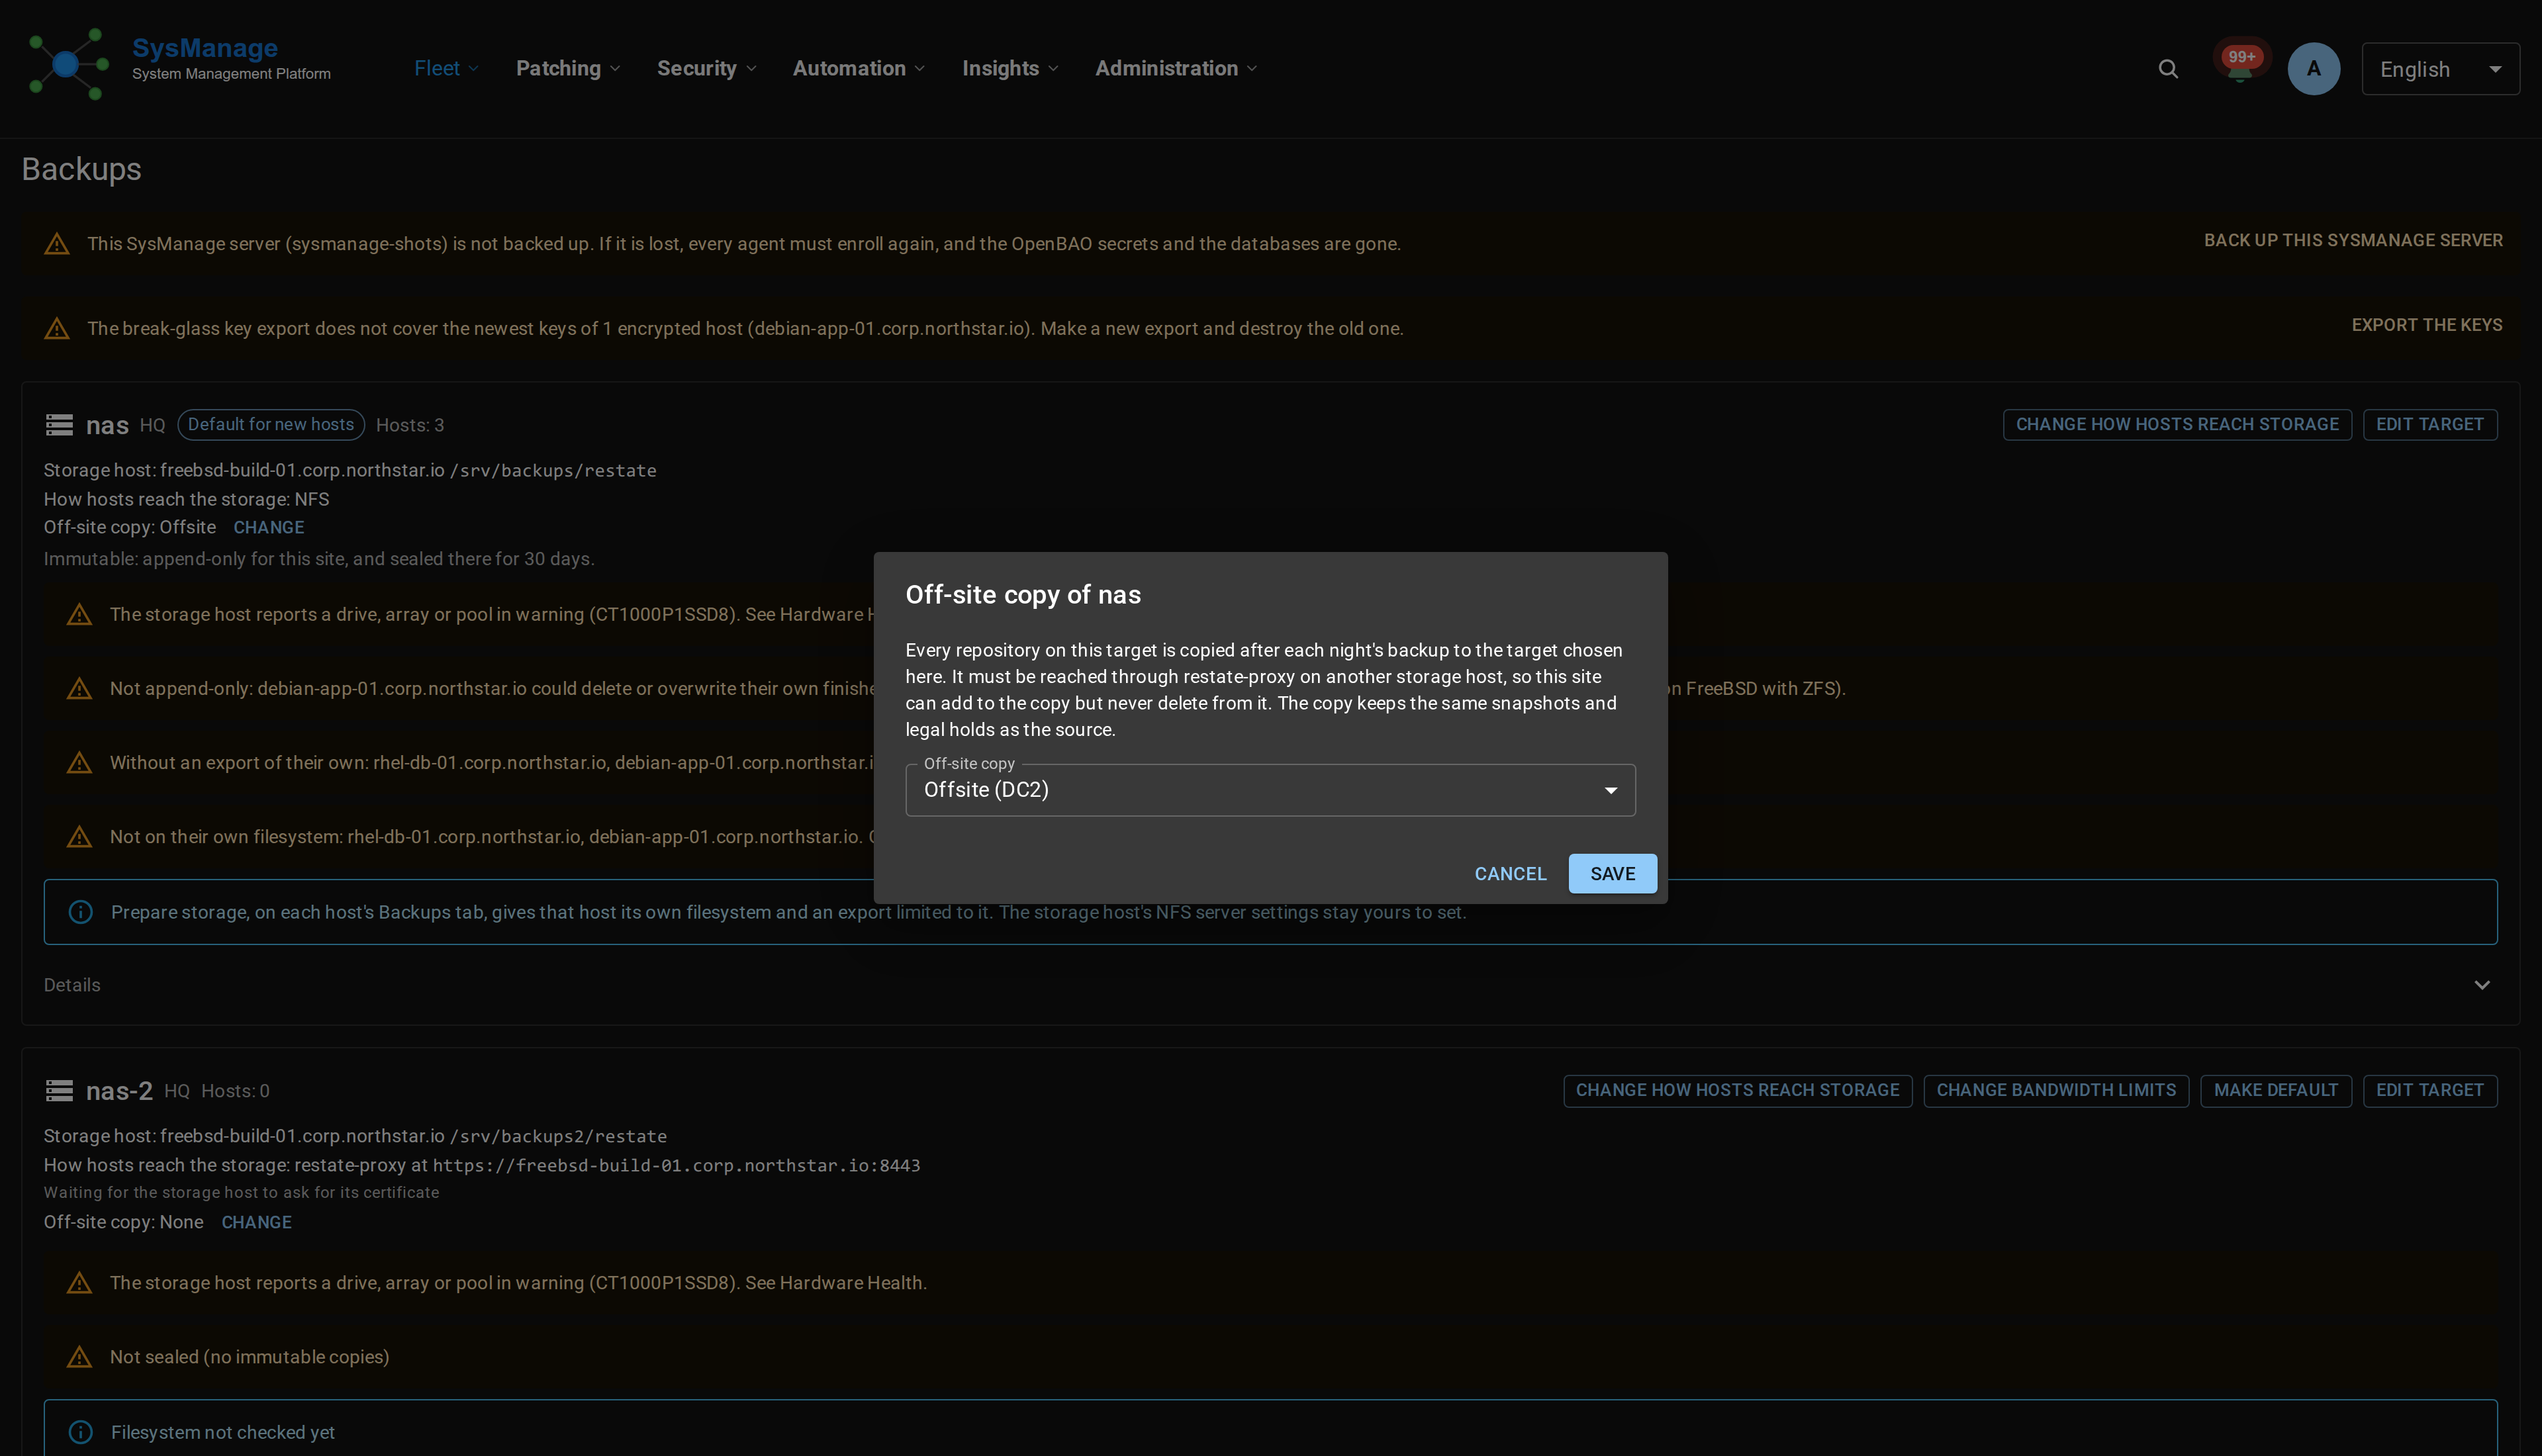 SysManage
System Management Platform
Fleet
Patching
Security
Automation
Insights
Administration
99+
A
English
Backups
This SysManage server (sysmanage-shots) is not backed up. If it is lost, every agent must enroll again, and the OpenBAO secrets and the databases are gone.
BACK UP THIS SYSMANAGE SERVER
The break-glass key export does not cover the newest keys of 1 encrypted host (debian-app-01.corp.northstar.io). Make a new export and destroy the old one.
EXPORT THE KEYS
nas HQ Default for new hosts Hosts: 3
CHANGE HOW HOSTS REACH STORAGE
EDIT TARGET
Storage host: freebsd-build-01.corp.northstar.io /srv/backups/restate
How hosts reach the storage: NFS
Off-site copy: Offsite CHANGE
Immutable: append-only for this site, and sealed there for 30 days.
The storage host reports a drive, array or pool in warning (CT1000P1SSD8). See Hardware
Not append-only: debian-app-01.corp.northstar.io could delete or overwrite their own
on FreeBSD with ZFS).
Without an export of their own: rhel-db-01.corp.northstar.io, debian-app-01.corp.northstar.i
Not on their own filesystem: rhel-db-01.corp.northstar.io, debian-app-01.corp.northstar.io.
Off-site copy of nas
Every repository on this target is copied after each night's backup to the target chosen
here. It must be reached through restate-proxy on another storage host, so this site
can add to the copy but never delete from it. The copy keeps the same snapshots and
legal holds as the source.
Off-site copy
Offsite (DC2)
CANCEL
SAVE
Prepare storage, on each host's Backups tab, gives that host its own filesystem and an export limited to it. The storage host's NFS server settings stay yours to set.
Details
nas-2 HQ Hosts: 0
CHANGE HOW HOSTS REACH STORAGE
CHANGE BANDWIDTH LIMITS
MAKE DEFAULT
EDIT TARGET
Storage host: freebsd-build-01.corp.northstar.io /srv/backups2/restate
How hosts reach the storage: restate-proxy at https://freebsd-build-01.corp.northstar.io:8443
Waiting for the storage host to ask for its certificate
Off-site copy: None CHANGE
The storage host reports a drive, array or pool in warning (CT1000P1SSD8). See Hardware Health.
Not sealed (no immutable copies)
Filesystem not checked yet